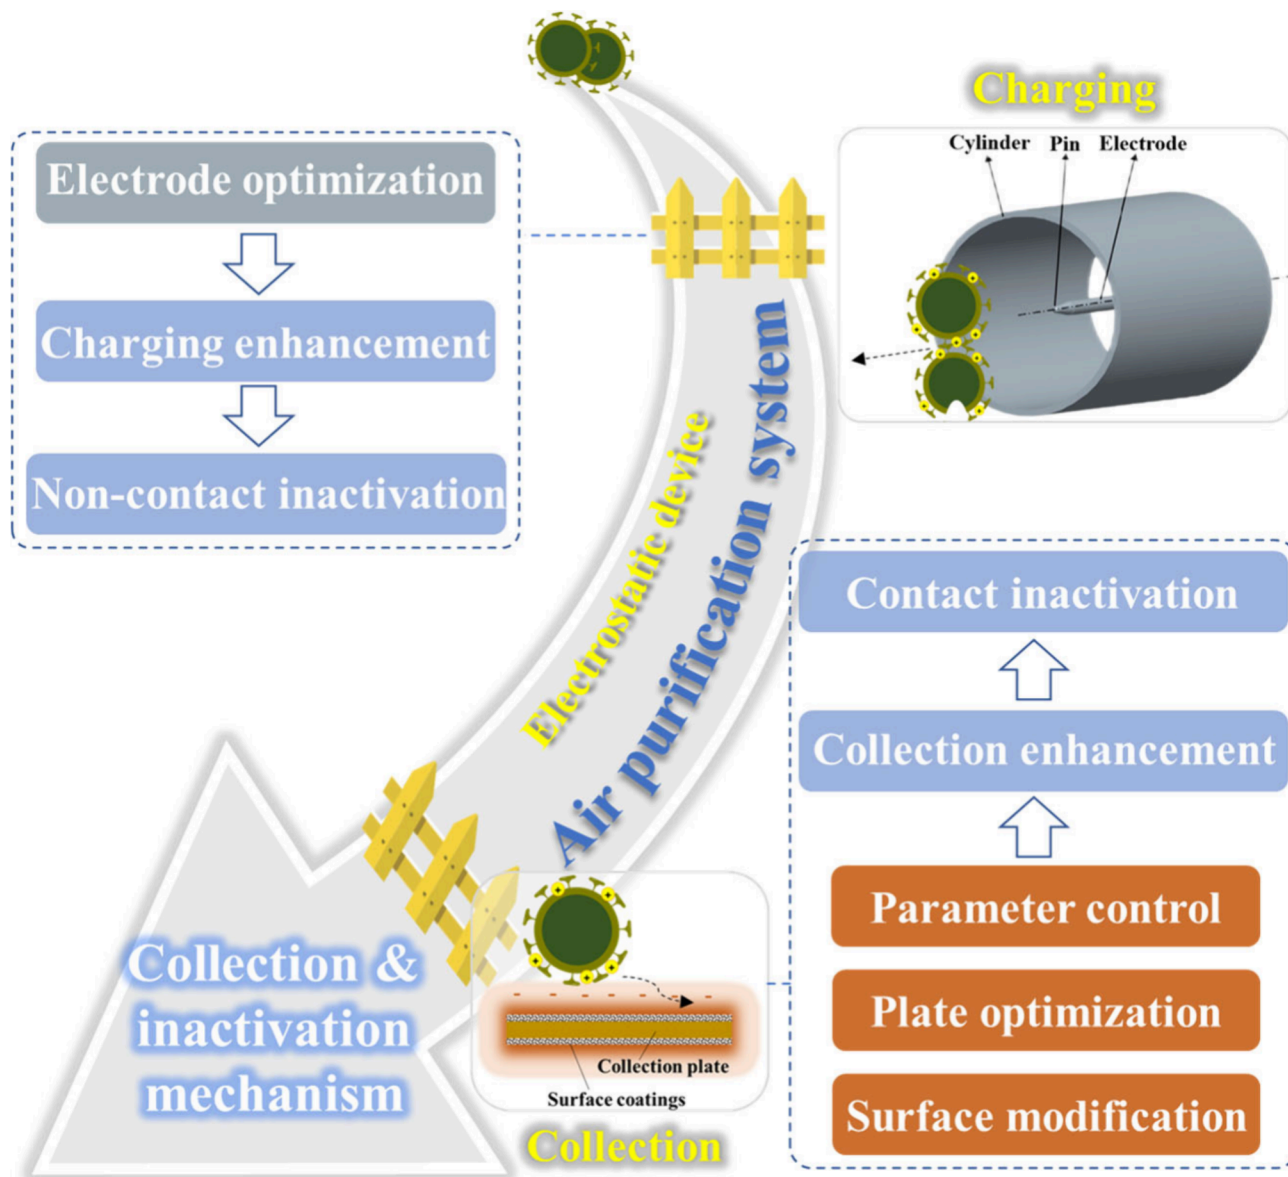 Charging
Cylinder
Pin
Electrode
Electrode optimization
Charging enhancement
Non-contact inactivation
Electrostatic device
Air purification system
Contact inactivation
Collection enhancement
Parameter control
Plate optimization
Surface modification
Collection &
inactivation
mechanism
Collection plate
Surface coatings
Collection